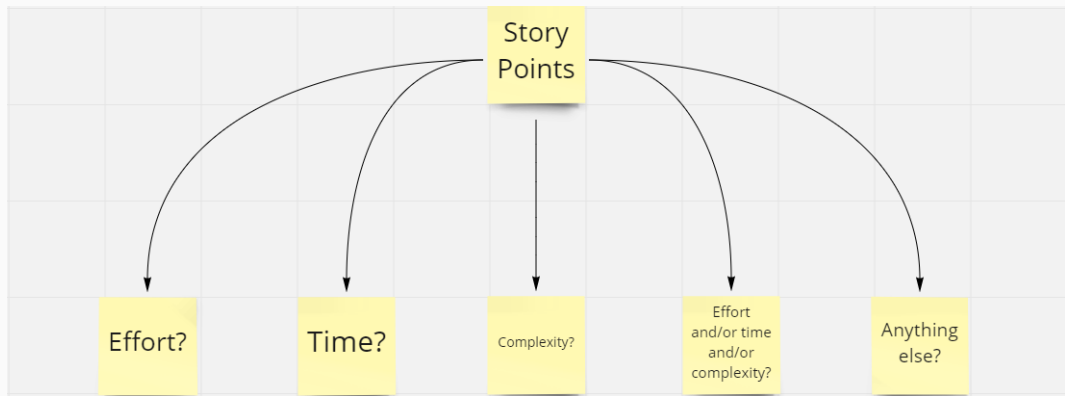 Story
Points
Effort?
Time?
Complexity?
Effort
and/or time
and/or
complexity?
Anything
else?